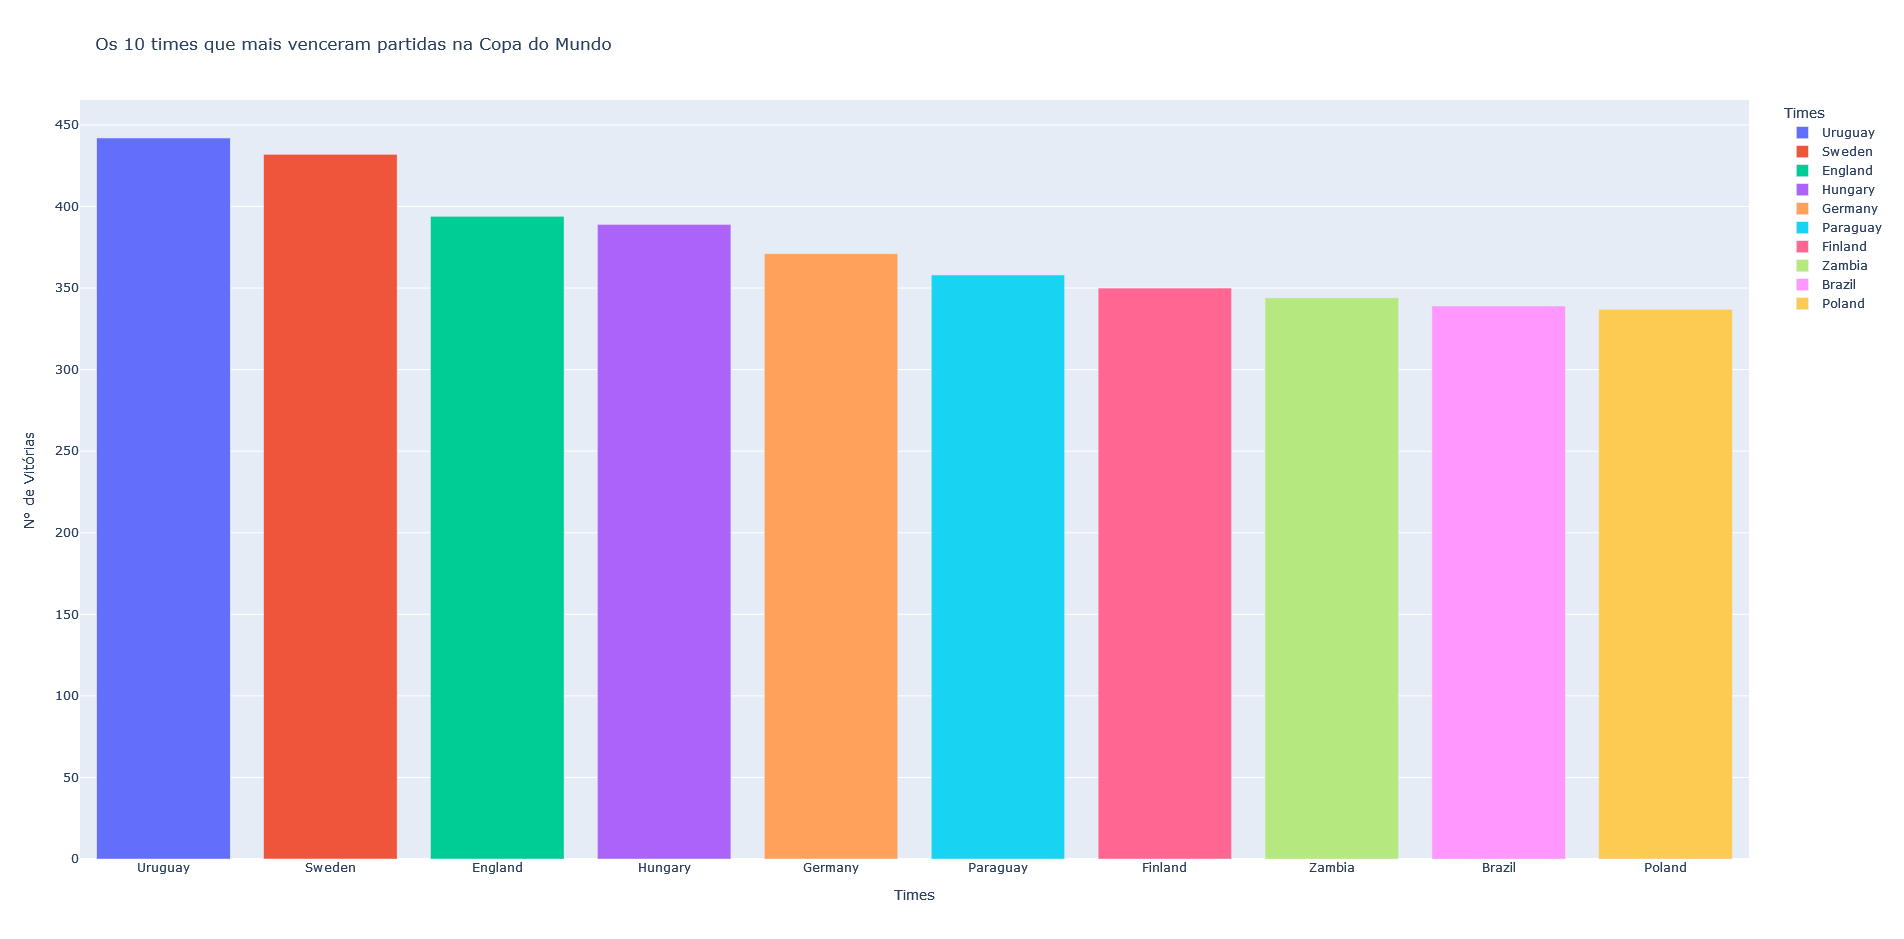 Os 10 times que mais venceram partidas na Copa do Mundo
Nº de Vitórias
450
400
350
300
250
200
150
100
50
0
Uruguay
Sweden
England
Hungary
Germany
Paraguay
Finland
Zambia
Brazil
Poland
Times
Times
Uruguay
Sweden
England
Hungary
Germany
Paraguay
Finland
Zambia
Brazil
Poland